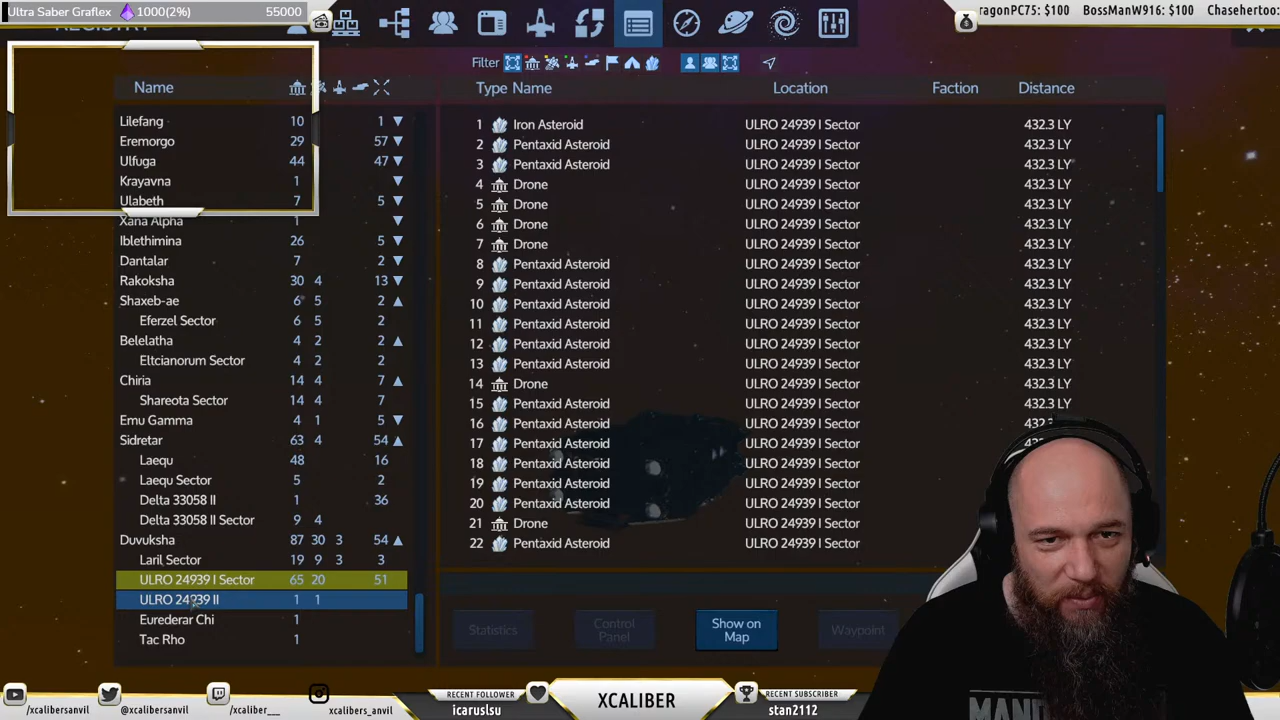 Ultra Saber Graflex 1000(2%) 55000
ragonPC75: $100 BossManW916: $100 Chasehertoo:
REGISTRY
Filter
Name
Type Name Location Faction Distance
Lilefang 10 1
Eremorgo 29 57
Ulfuga 44 47
Krayavna 1
Ulabeth 7 5
Xana Alpha 1
Iblethimina 26 5
Dantalar 7 2
Rakoksha 30 4 13
Shaxeb-ae 6 5 2
Eferzel Sector 6 5 2
Belelatha 4 2 2
Eltcianorum Sector 4 2 2
Chiria 14 4 7
Shareota Sector 14 4 7
Emu Gamma 4 1 5
Sidretar 63 4 54
Laequ 48 16
Laequ Sector 5 2
Delta 33058 II 1 36
Delta 33058 II Sector 9 4
Duvuksha 87 30 3 54
Laril Sector 19 9 3 3
ULRO 24939 I Sector 65 20 51
ULRO 24939 II 1 1
Eurederar Chi 1
Tac Rho 1
1 Iron Asteroid ULRO 24939 I Sector 432.3 LY
2 Pentaxid Asteroid ULRO 24939 I Sector 432.3 LY
3 Pentaxid Asteroid ULRO 24939 I Sector 432.3 LY
4 Drone ULRO 24939 I Sector 432.3 LY
5 Drone ULRO 24939 I Sector 432.3 LY
6 Drone ULRO 24939 I Sector 432.3 LY
7 Drone ULRO 24939 I Sector 432.3 LY
8 Pentaxid Asteroid ULRO 24939 I Sector 432.3 LY
9 Pentaxid Asteroid ULRO 24939 I Sector 432.3 LY
10 Pentaxid Asteroid ULRO 24939 I Sector 432.3 LY
11 Pentaxid Asteroid ULRO 24939 I Sector 432.3 LY
12 Pentaxid Asteroid ULRO 24939 I Sector 432.3 LY
13 Pentaxid Asteroid ULRO 24939 I Sector 432.3 LY
14 Drone ULRO 24939 I Sector 432.3 LY
15 Pentaxid Asteroid ULRO 24939 I Sector 432.3 LY
16 Pentaxid Asteroid ULRO 24939 I Sector 432.3
17 Pentaxid Asteroid ULRO 24939 I Sector
18 Pentaxid Asteroid ULRO 24939 I Sector
19 Pentaxid Asteroid ULRO 24939 I Sector
20 Pentaxid Asteroid ULRO 24939 I Sector
21 Drone ULRO 24939 I Sector
22 Pentaxid Asteroid ULRO 24939 I Sector
Statistics
Control
Panel
Show on
Map
Waypoint
/xcalibersanvil @xcalibersanvil /xcaliber___ xcalibers_anvil
RECENT FOLLOWER
icaruslsu
XCALIBER
RECENT SUBSCRIBER
stan2112